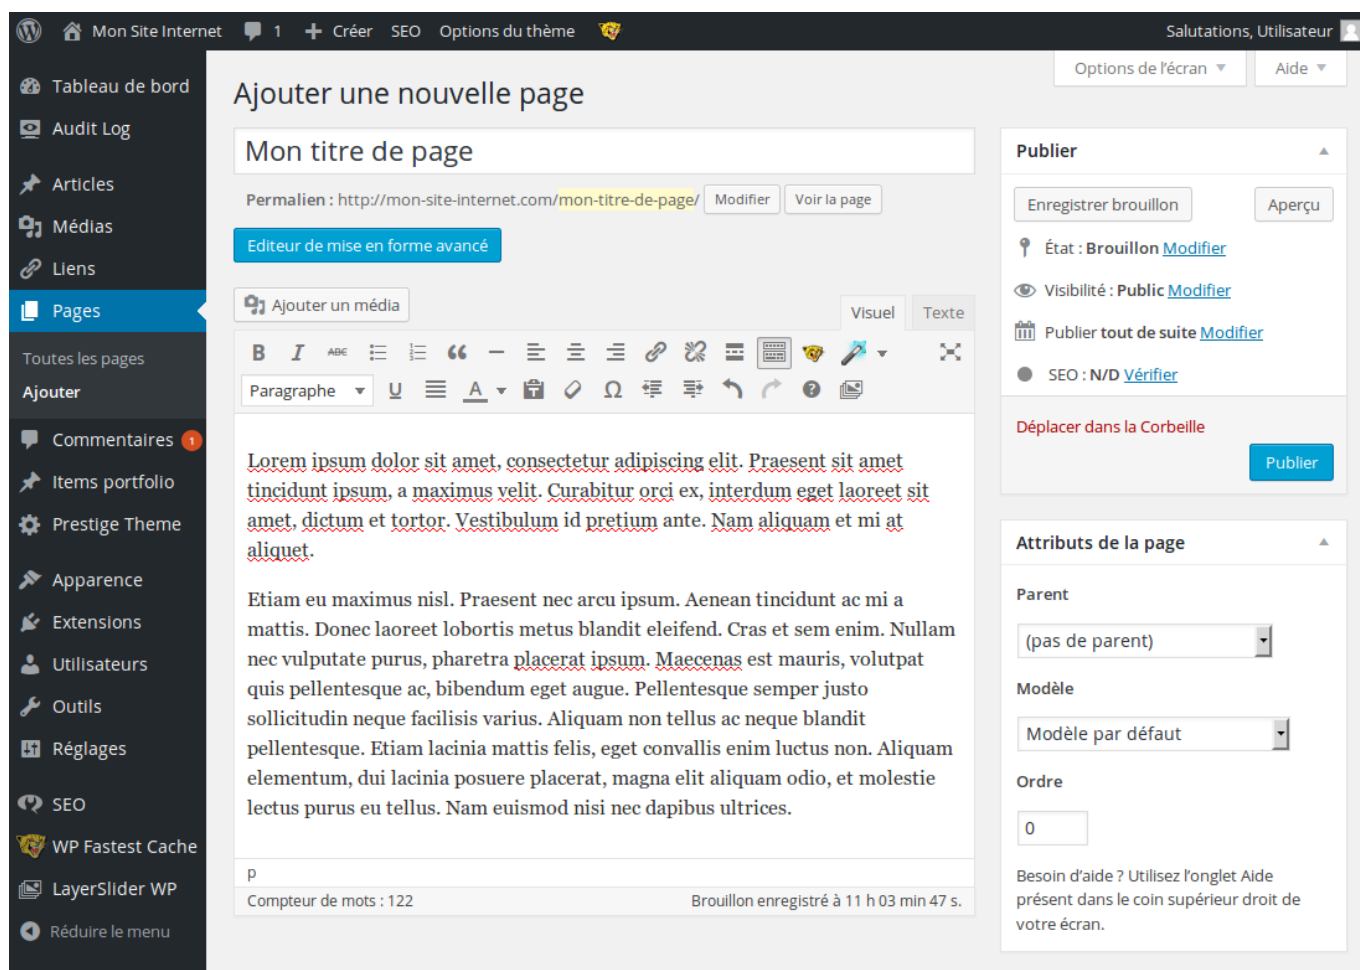 Mon Site Internet 1 Créer SEO Options du thème Salutations, Utilisateur
Options de l'écran Aide
Tableau de bord
Audit Log
Articles
Médias
Liens
Pages
Toutes les pages
Ajouter
Commentaires 1
Items portfolio
Prestige Theme
Apparence
Extensions
Utilisateurs
Outils
Réglages
SEO
WP Fastest Cache
LayerSlider WP
Réduire le menu
Ajouter une nouvelle page
Mon titre de page
Permalien : http://mon-site-internet.com/mon-titre-de-page/ Modifier Voir la page
Editeur de mise en forme avancé
Ajouter un média
Visuel Texte
B I ABC
Paragraphe U A Ω
Lorem ipsum dolor sit amet, consectetur adipiscing elit. Praesent sit amet
tincidunt ipsum, a maximus velit. Curabitur orci ex, interdum eget laoreet sit
amet, dictum et tortor. Vestibulum id pretium ante. Nam aliquam et mi at
aliquet.
Etiam eu maximus nisl. Praesent nec arcu ipsum. Aenean tincidunt ac mi a
mattis. Donec laoreet lobortis metus blandit eleifend. Cras et sem enim. Nullam
nec vulputate purus, pharetra placerat ipsum. Maecenas est mauris, volutpat
quis pellentesque ac, bibendum eget augue. Pellentesque semper justo
sollicitudin neque facilisis varius. Aliquam non tellus ac neque blandit
pellentesque. Etiam lacinia mattis felis, eget convallis enim luctus non. Aliquam
elementum, dui lacinia posuere placerat, magna elit aliquam odio, et molestie
lectus purus eu tellus. Nam euismod nisi nec dapibus ultrices.
p
Compteur de mots : 122 Brouillon enregistré à 11 h 03 min 47 s.
Publier
Enregistrer brouillon Aperçu
État : Brouillon Modifier
Visibilité : Public Modifier
Publier tout de suite Modifier
SEO : N/D Vérifier
Déplacer dans la Corbeille
Publier
Attributs de la page
Parent
(pas de parent)
Modèle
Modèle par défaut
Ordre
0
Besoin d'aide ? Utilisez l'onglet Aide
présent dans le coin supérieur droit de
votre écran.